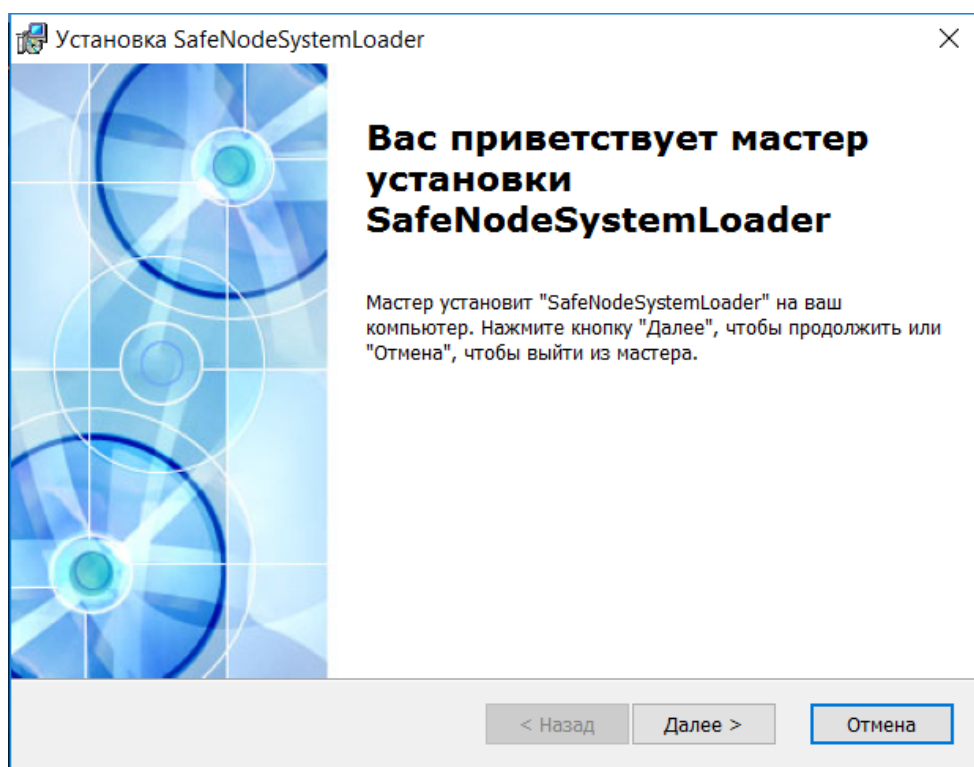 Установка SafeNodeSystemLoader
Вас приветствует мастер
установки
SafeNodeSystemLoader
Мастер установит "SafeNodeSystemLoader" на ваш
компьютер. Нажмите кнопку "Далее", чтобы продолжить или
"Отмена", чтобы выйти из мастера.
< Назад
Далее >
Отмена